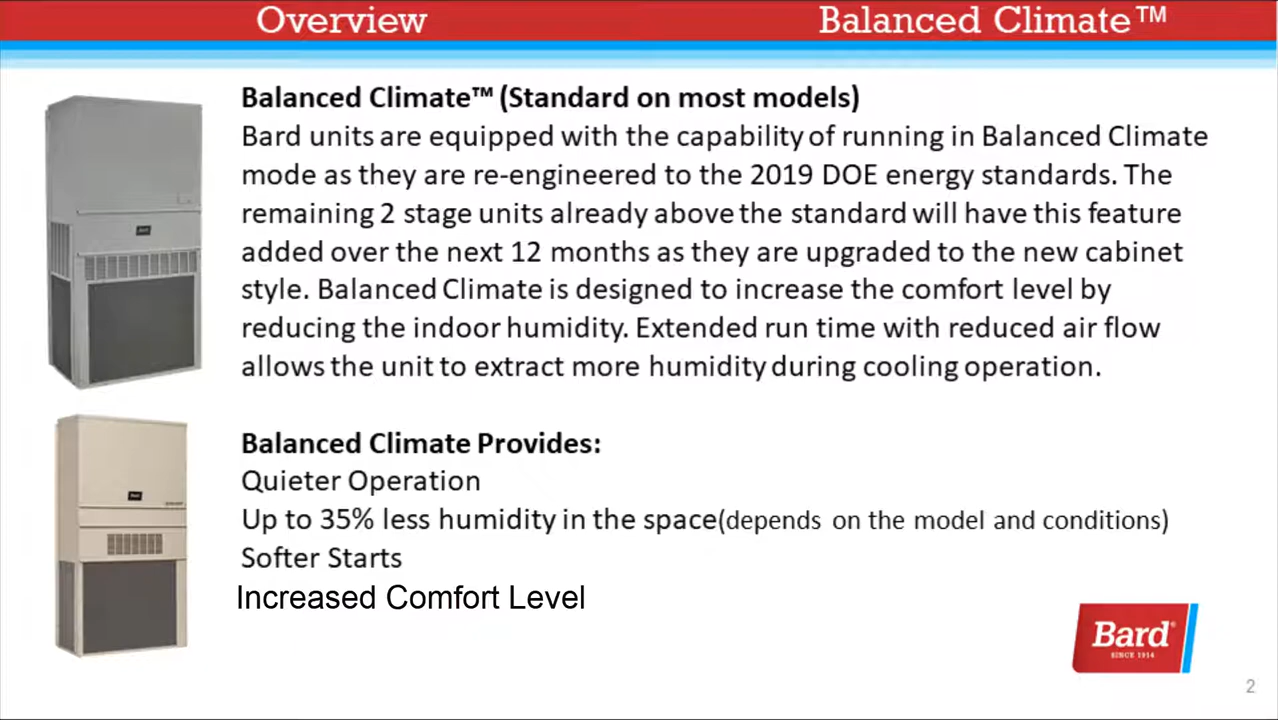 Overview
Balanced Climate™
Balanced Climate™ (Standard on most models)
Bard units are equipped with the capability of running in Balanced Climate
mode as they are re-engineered to the 2019 DOE energy standards. The
remaining 2 stage units already above the standard will have this feature
added over the next 12 months as they are upgraded to the new cabinet
style. Balanced Climate is designed to increase the comfort level by
reducing the indoor humidity. Extended run time with reduced air flow
allows the unit to extract more humidity during cooling operation.
Balanced Climate Provides:
Quieter Operation
Up to 35% less humidity in the space(depends on the model and conditions)
Softer Starts
Increased Comfort Level
Bard®
SINCE 1914
2